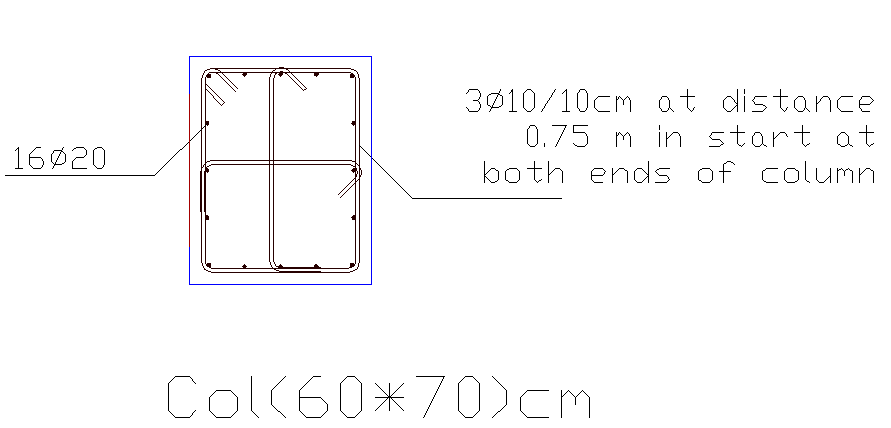 3Ø10/10cm at distance
0.75 m in start at
both ends of column
16Ø20
Col(60*70)cm